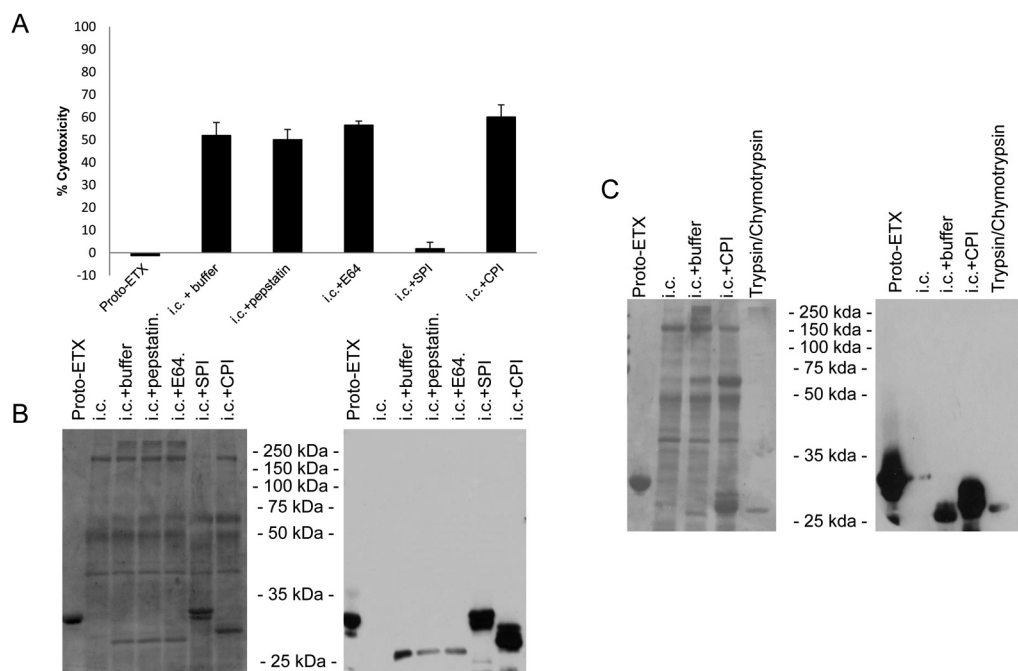 A
% Cytotoxicity
100
90
80
70
60
50
40
30
20
10
0
-10
Proto-ETX
i.c. + buffer
i.c.+pepstatin
i.c.+E64
i.c.+SPI
i.c.+CPI
B
Proto-ETX
i.c.
i.c.+buffer
i.c.+pepstatin.
i.c.+E64.
i.c.+SPI
i.c.+CPI
- 250 kDa -
- 150 kDa -
- 100 kDa -
- 75 kDa -
- 50 kDa -
- 35 kDa -
- 25 kDa -
Proto-ETX
i.c.
i.c.+buffer
i.c.+pepstatin.
i.c.+E64.
i.c.+SPI
i.c.+CPI
C
Proto-ETX
i.c.
i.c.+buffer
i.c.+CPI
Trypsin/Chymotrypsin
- 250 kda -
- 150 kda -
- 100 kda -
- 75 kda -
- 50 kda -
- 35 kda -
- 25 kda -
Proto-ETX
i.c.
i.c.+buffer
i.c.+CPI
Trypsin/Chymotrypsin